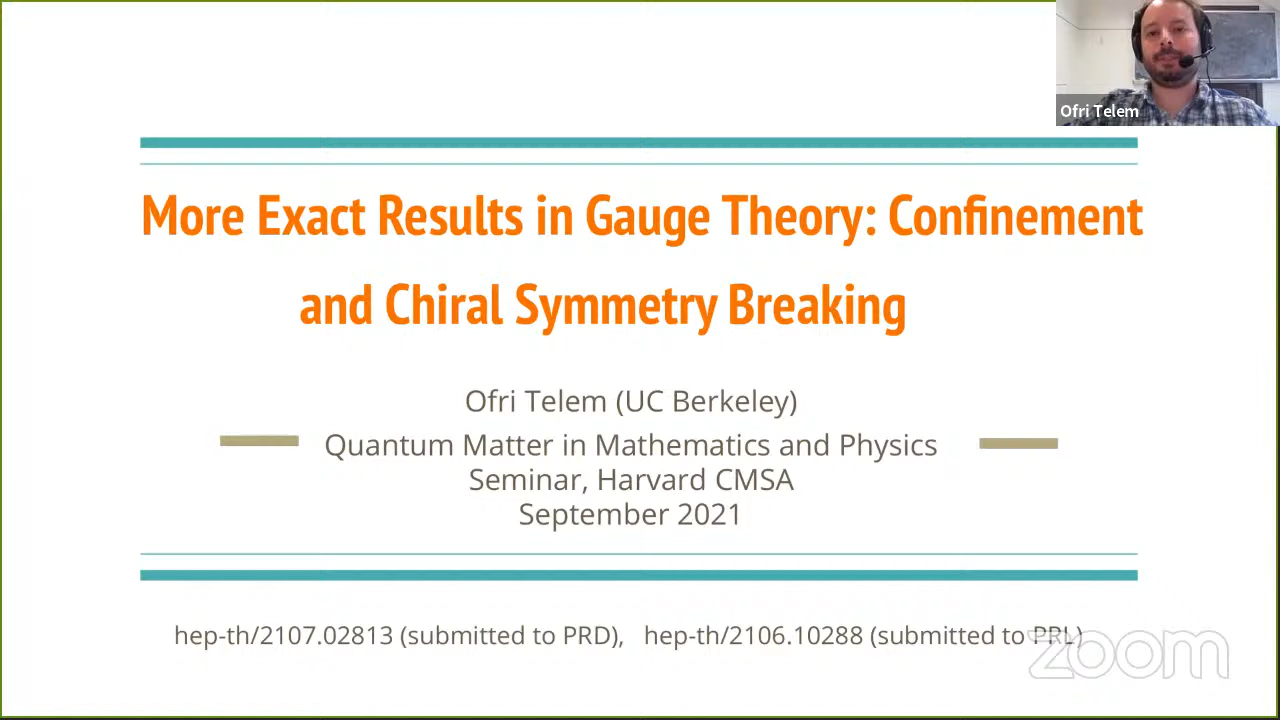 Ofri Telem
More Exact Results in Gauge Theory: Confinement
and Chiral Symmetry Breaking
Ofri Telem (UC Berkeley)
Quantum Matter in Mathematics and Physics
Seminar, Harvard CMSA
September 2021
hep-th/2107.02813 (submitted to PRD), hep-th/2106.10288 (submitted to PRL)
zoom